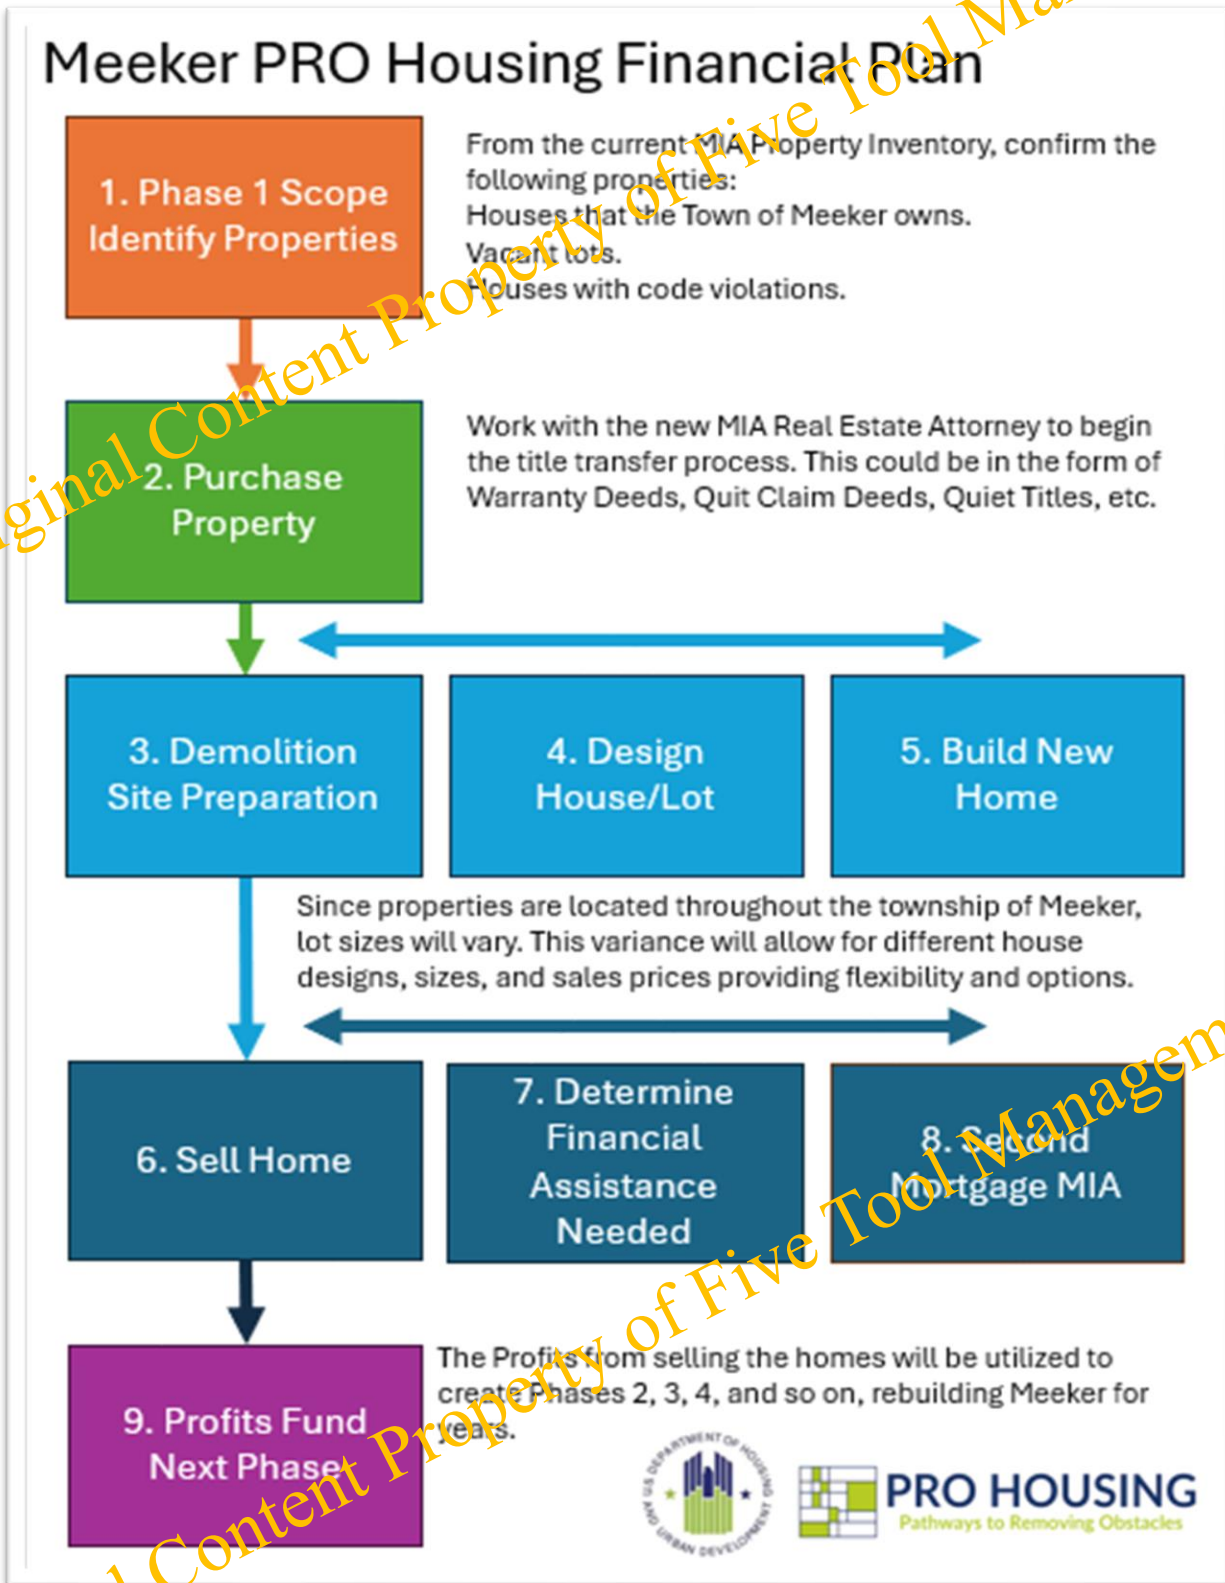 Meeker PRO Housing Financial Plan
1. Phase 1 Scope
Identify Properties
From the current MIA Property Inventory, confirm the
following properties:
Houses that the Town of Meeker owns.
Vacant lots.
Houses with code violations.
2. Purchase
Property
Work with the new MIA Real Estate Attorney to begin
the title transfer process. This could be in the form of
Warranty Deeds, Quit Claim Deeds, Quiet Titles, etc.
3. Demolition
Site Preparation
4. Design
House/Lot
5. Build New
Home
Since properties are located throughout the township of Meeker,
lot sizes will vary. This variance will allow for different house
designs, sizes, and sales prices providing flexibility and options.
6. Sell Home
7. Determine
Financial
Assistance
Needed
8. Second
Mortgage MIA
9. Profits Fund
Next Phase
The Profits from selling the homes will be utilized to
create Phases 2, 3, 4, and so on, rebuilding Meeker for
years.
U.S. DEPARTMENT OF HOUSING
AND URBAN DEVELOPMENT
PRO HOUSING
Pathways to Removing Obstacles
ginal Content Property of Five Tool Ma
l Content Property of Five Tool Managem